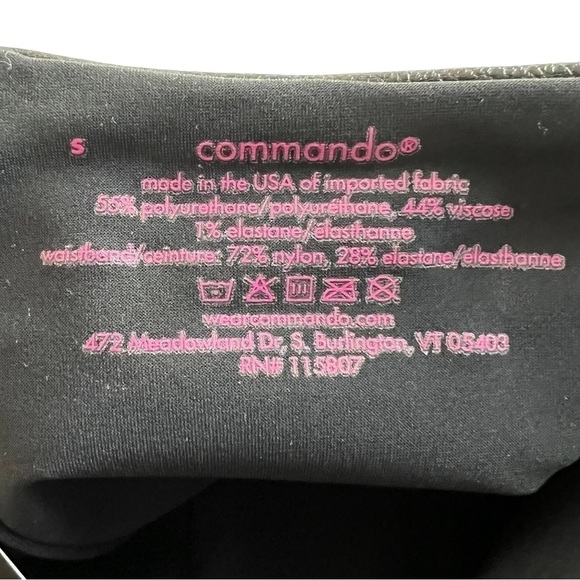 S commando®
made in the USA of imported fabric
55% polyurethane/polyuréthane, 44% viscose
1% elastane/élasthanne
waistband/ceinture: 72% nylon, 28% elastane/élasthanne
wearcommando.com
472 Meadowland Dr, S. Burlington, VT 05403
RN# 115807